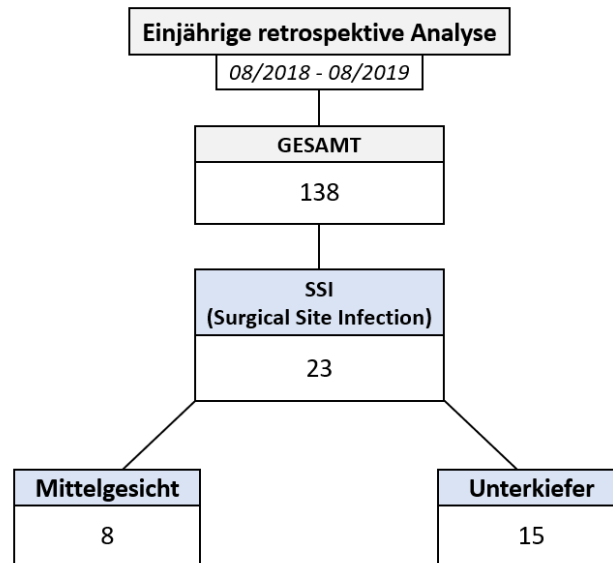 Einjährige retrospektive Analyse
08/2018 - 08/2019
GESAMT
138
SSI
(Surgical Site Infection)
23
Mittelgesicht
8
Unterkiefer
15